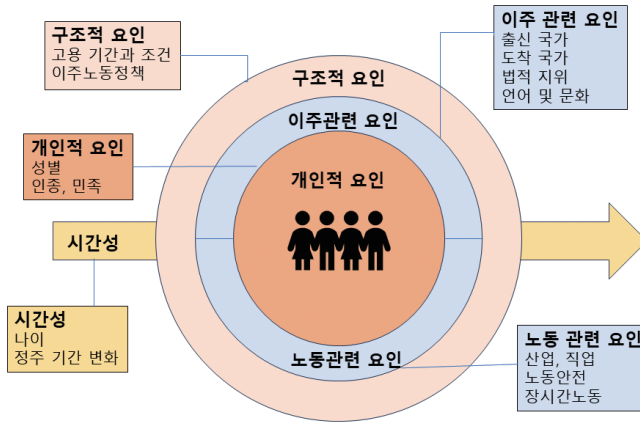 구조적 요인
고용 기간과 조건
이주노동정책
이주 관련 요인
출신 국가
도착 국가
법적 지위
언어 및 문화
구조적 요인
이주관련 요인
개인적 요인
개인적 요인
성별
인종, 민족
시간성
시간성
나이
정주 기간 변화
노동관련 요인
노동 관련 요인
산업, 직업
노동안전
장시간노동